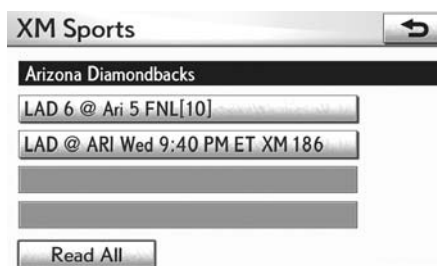 XM Sports
Arizona Diamondbacks
LAD 6 @ Ari 5 FNL[10]
LAD @ ARI Wed 9:40 PM ET XM 186
Read All